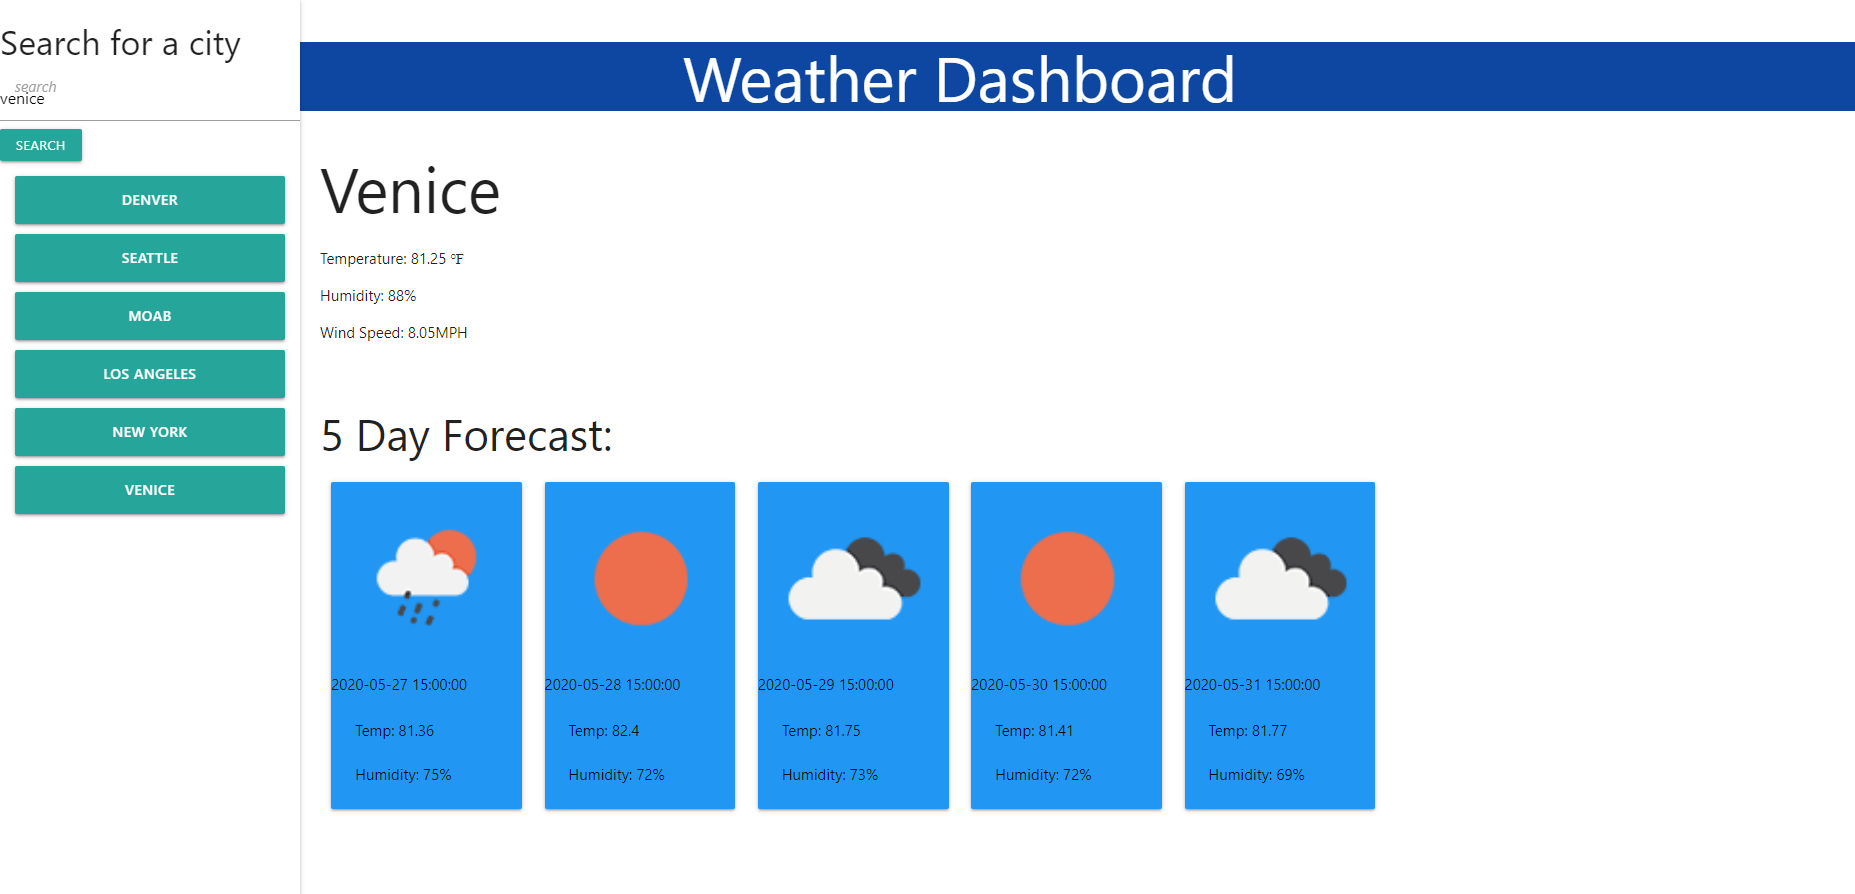 Search for a city
search
venice
SEARCH
DENVER
SEATTLE
MOAB
LOS ANGELES
NEW YORK
VENICE
Weather Dashboard
Venice
Temperature: 81.25 ℉
Humidity: 88%
Wind Speed: 8.05MPH
5 Day Forecast:
2020-05-27 15:00:00
Temp: 81.36
Humidity: 75%
2020-05-28 15:00:00
Temp: 82.4
Humidity: 72%
2020-05-29 15:00:00
Temp: 81.75
Humidity: 73%
2020-05-30 15:00:00
Temp: 81.41
Humidity: 72%
2020-05-31 15:00:00
Temp: 81.77
Humidity: 69%